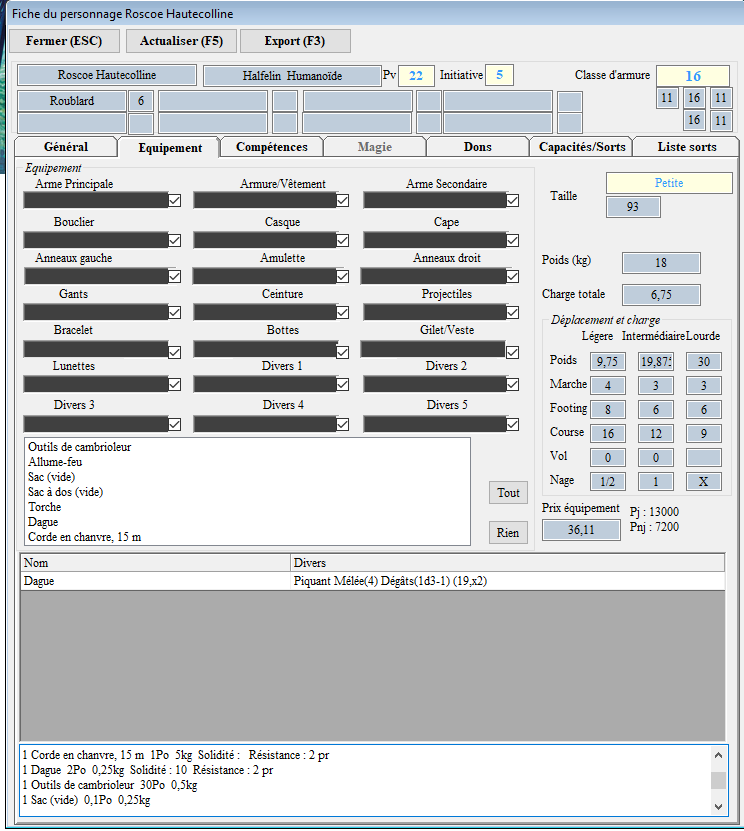 Fiche du personnage Roscoe Hautecolline
Fermer (ESC) Actualiser (F5) Export (F3)
Roscoe Hautecolline Halfelin Humanoïde Pv 22 Initiative 5 Classe d'armure 16
Roublard 6 11 16 11
16 11
Général Equipement Compétences Magie Dons Capacités/Sorts Liste sorts
Equipement
Arme Principale Armure/Vêtement Arme Secondaire
Bouclier Casque Cape
Anneaux gauche Amulette Anneaux droit
Gants Ceinture Projectiles
Bracelet Bottes Gilet/Veste
Lunettes Divers 1 Divers 2
Divers 3 Divers 4 Divers 5
Taille Petite
93
Poids (kg) 18
Charge totale 6,75
Déplacement et charge
Légere Intermédiaire Lourde
Poids 9,75 19,875 30
Marche 4 3 3
Footing 8 6 6
Course 16 12 9
Vol 0 0
Nage 1/2 1 X
Outils de cambrioleur
Allume-feu
Sac (vide)
Sac à dos (vide)
Torche
Dague
Corde en chanvre, 15 m
Tout
Rien
Prix équipement Pj : 13000
36,11 Pnj : 7200
Nom Divers
Dague Piquant Mélée(4) Dégâts(1d3-1) (19,x2)
1 Corde en chanvre, 15 m 1Po 5kg Solidité : Résistance : 2 pr
1 Dague 2Po 0,25kg Solidité : 10 Résistance : 2 pr
1 Outils de cambrioleur 30Po 0,5kg
1 Sac (vide) 0,1Po 0,25kg